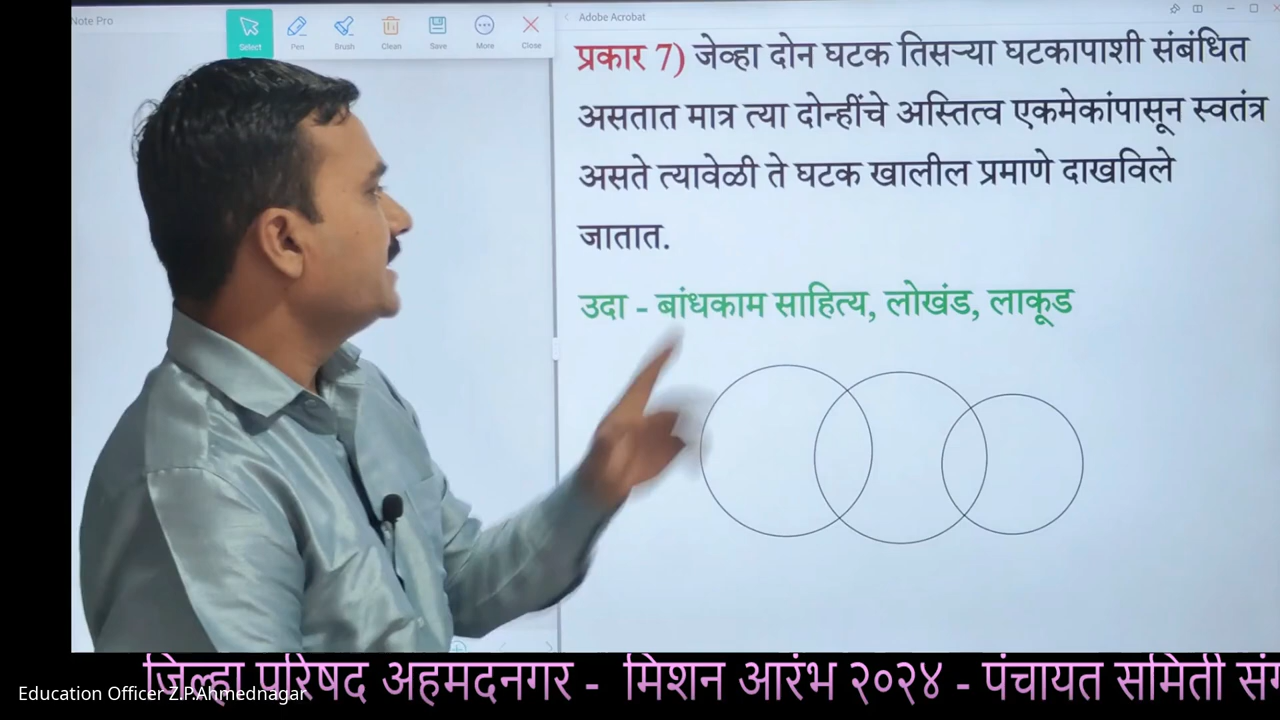 Note Pro
Select
Pen
Brush
Clean
Save
More
Close
Adobe Acrobat
प्रकार 7) जेव्हा दोन घटक तिसऱ्या घटकापाशी संबंधित
असतात मात्र त्या दोन्हींचे अस्तित्व एकमेकांपासून स्वतंत्र
असते त्यावेळी ते घटक खालील प्रमाणे दाखविले
जातात.
उदा - बांधकाम साहित्य, लोखंड, लाकूड
जिल्हा परिषद अहमदनगर - मिशन आरंभ २०२४ - पंचायत समिती
Education Officer Z.P.Ahmednagar